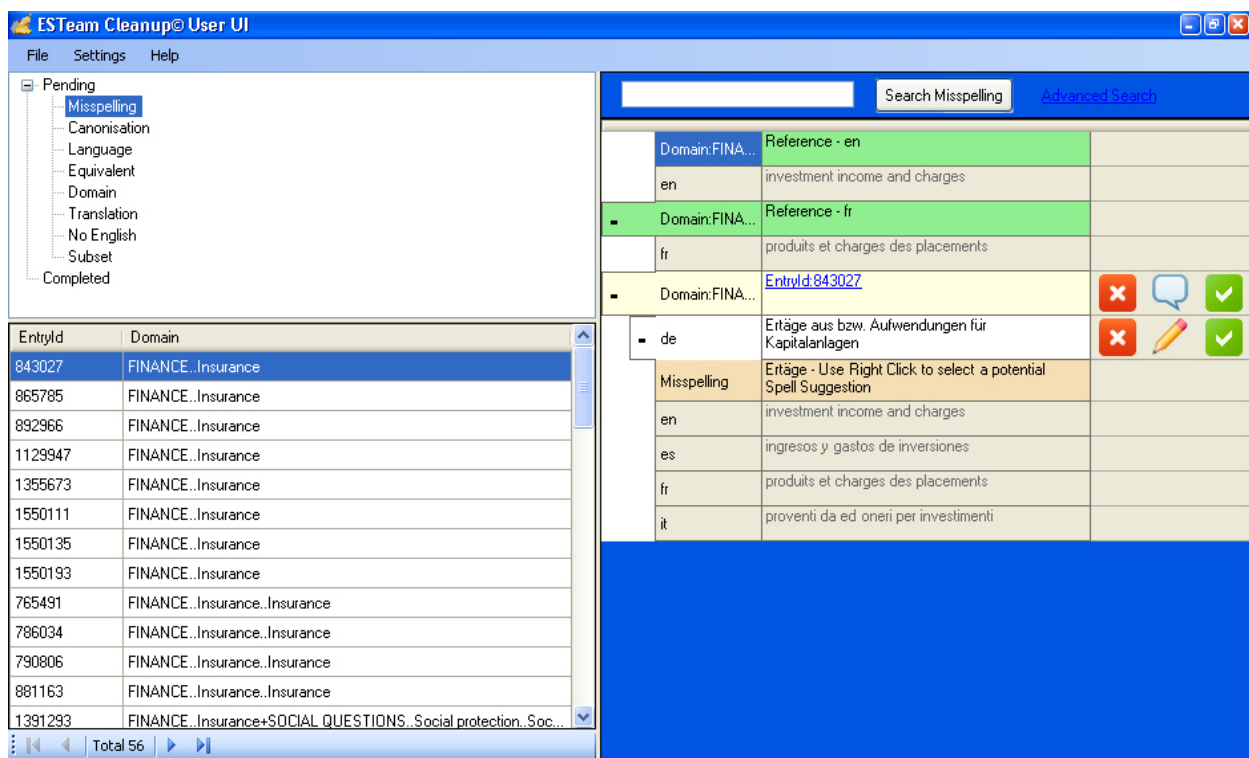 ESTeam Cleanup© User UI
File Settings Help
Pending
Misspelling
Canonisation
Language
Equivalent
Domain
Translation
No English
Subset
Completed
EntryId Domain
843027 FINANCE..Insurance
865785 FINANCE..Insurance
892966 FINANCE..Insurance
1129947 FINANCE..Insurance
1355673 FINANCE..Insurance
1550111 FINANCE..Insurance
1550135 FINANCE..Insurance
1550193 FINANCE..Insurance
765491 FINANCE..Insurance..Insurance
786034 FINANCE..Insurance..Insurance
790806 FINANCE..Insurance..Insurance
881163 FINANCE..Insurance..Insurance
1391293 FINANCE..Insurance+SOCIAL QUESTIONS..Social protection..Soc...
Total 56
Search Misspelling Advanced Search
Domain:FINA... Reference - en
en investment income and charges
Domain:FINA... Reference - fr
fr produits et charges des placements
Domain:FINA... EntryId:843027
de Ertäge aus bzw. Aufwendungen für
Kapitalanlagen
Misspelling Ertäge - Use Right Click to select a potential
Spell Suggestion
en investment income and charges
es ingresos y gastos de inversiones
fr produits et charges des placements
it proventi da ed oneri per investimenti